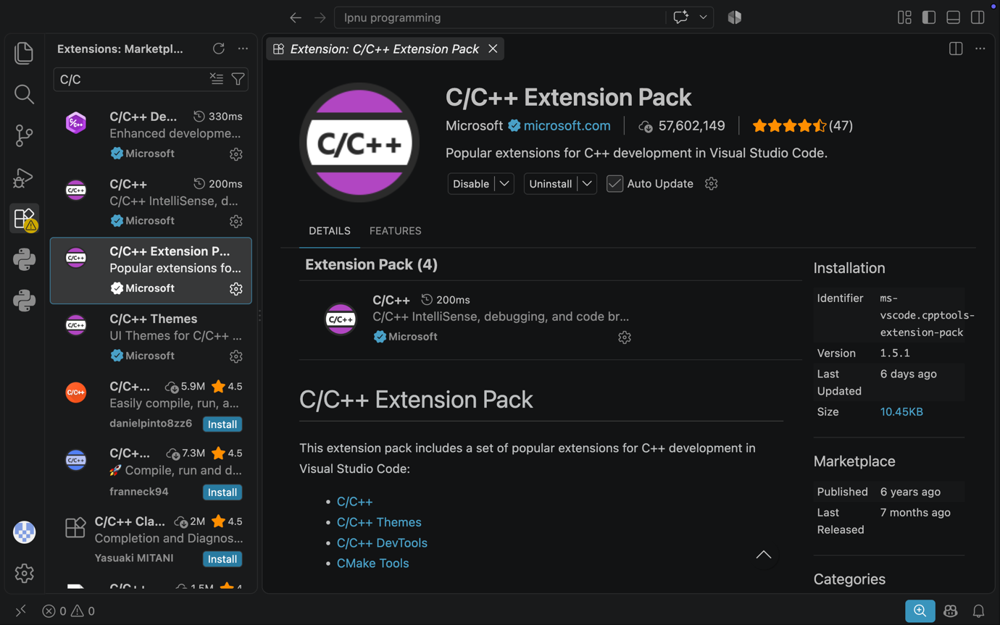 lpnu programming
Extensions: Marketpl...
C/C
C/C++ De... 330ms
Enhanced developme...
Microsoft
C/C++ 200ms
C/C++ IntelliSense, d...
Microsoft
C/C++ Extension P...
Popular extensions fo...
Microsoft
C/C++ Themes
UI Themes for C/C++ ...
Microsoft
C/C+... 5.9M 4.5
Easily compile, run, a...
danielpinto8zz6 Install
C/C+... 7.3M 4.5
🚀 Compile, run and d...
franneck94 Install
C/C++ Cla... 2M 4.5
Completion and Diagnos...
Yasuaki MITANI Install
Extension: C/C++ Extension Pack
C/C++
C/C++ Extension Pack
Microsoft microsoft.com 57,602,149 (47)
Popular extensions for C++ development in Visual Studio Code.
Disable Uninstall Auto Update
DETAILS FEATURES
Extension Pack (4)
C/C++ 200ms
C/C++ IntelliSense, debugging, and code br...
Microsoft
C/C++ Extension Pack
This extension pack includes a set of popular extensions for C++ development in
Visual Studio Code:
• C/C++
• C/C++ Themes
• C/C++ DevTools
• CMake Tools
Installation
Identifier ms-
vscode.cpptools-
extension-pack
Version 1.5.1
Last 6 days ago
Updated
Size 10.45KB
Marketplace
Published 6 years ago
Last 7 months ago
Released
Categories
0 0